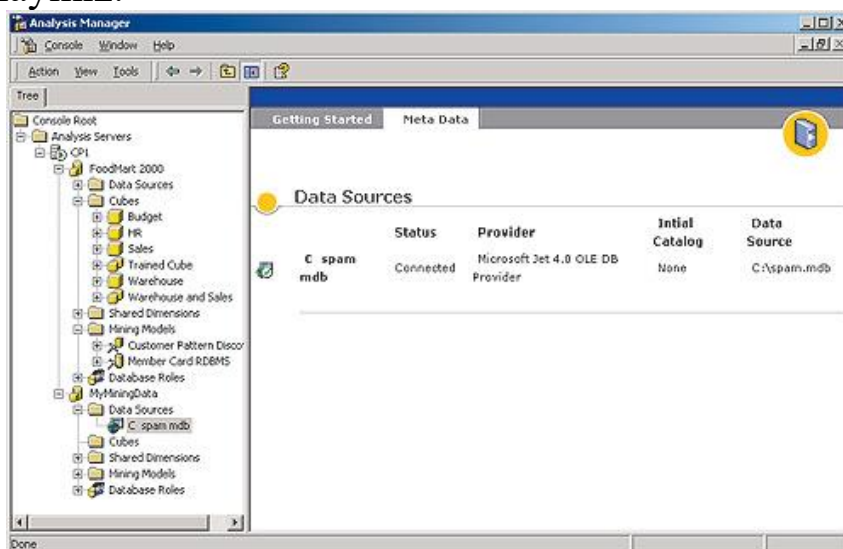 Analysis Manager
Console Window Help
Action View Tools
Tree
Console Root
Analysis Servers
CP1
FoodMart 2000
Data Sources
Cubes
Budget
HR
Sales
Trained Cube
Warehouse
Warehouse and Sales
Shared Dimensions
Mining Models
Customer Pattern Disco
Member Card RDBMS
Database Roles
MyMiningData
Data Sources
C spam mdb
Cubes
Shared Dimensions
Mining Models
Database Roles
Getting Started Meta Data
Data Sources
Status Provider Intial Catalog Data Source
C spam mdb Connected Microsoft Jet 4.0 OLE DB Provider None C:\spam.mdb
Done